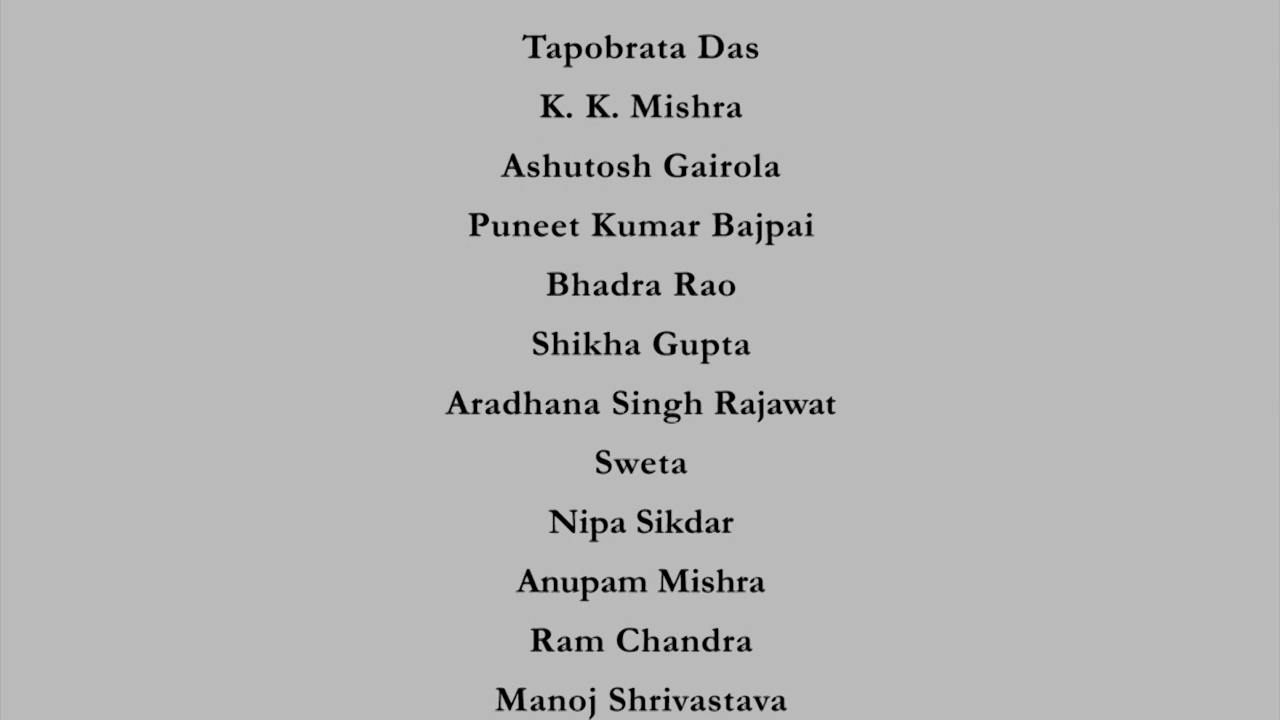 Tapobrata Das
K. K. Mishra
Ashutosh Gairola
Puneet Kumar Bajpai
Bhadra Rao
Shikha Gupta
Aradhana Singh Rajawat
Sweta
Nipa Sikdar
Anupam Mishra
Ram Chandra
Manoj Shrivastava